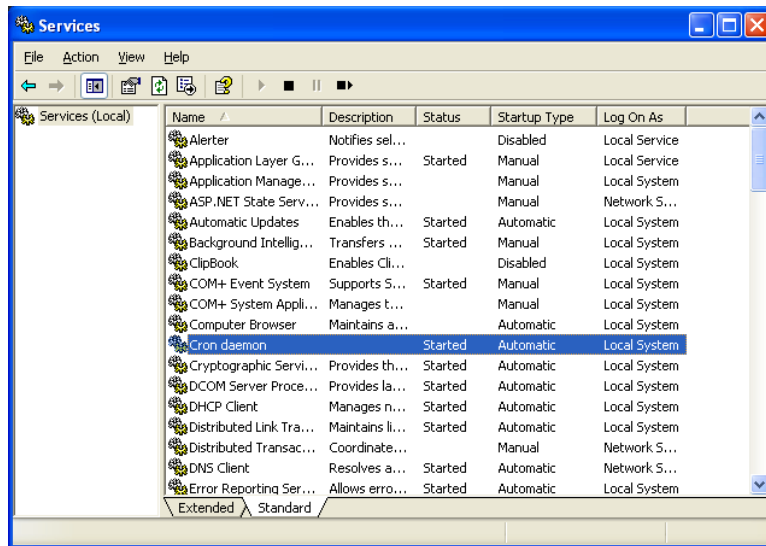 Services
File Action View Help
Services (Local)
Name Description Status Startup Type Log On As
Alerter Notifies sel... Disabled Local Service
Application Layer G... Provides s... Started Manual Local Service
Application Manage... Provides s... Manual Local System
ASP.NET State Serv... Provides s... Manual Network S...
Automatic Updates Enables th... Started Automatic Local System
Background Intellig... Transfers ... Started Manual Local System
ClipBook Enables Cli... Disabled Local System
COM+ Event System Supports S... Started Manual Local System
COM+ System Appli... Manages t... Manual Local System
Computer Browser Maintains a... Automatic Local System
Cron daemon Started Automatic Local System
Cryptographic Servi... Provides th... Started Automatic Local System
DCOM Server Proce... Provides la... Started Automatic Local System
DHCP Client Manages n... Started Automatic Local System
Distributed Link Tra... Maintains li... Started Automatic Local System
Distributed Transac... Coordinate... Manual Network S...
DNS Client Resolves a... Started Automatic Network S...
Error Reporting Ser... Allows erro... Started Automatic Local System
Extended Standard